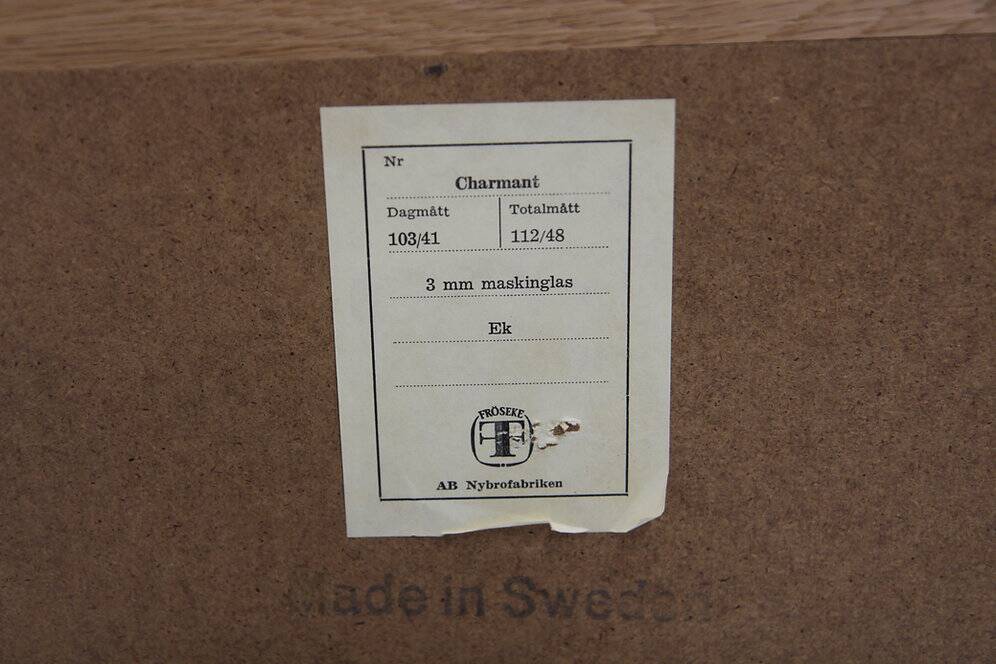 Nr
Charmant
Dagmått Totalmått
103/41 112/48
3 mm maskinglas
Ek
FRÖSEKE
AB Nybrofabriken
Made in Sweden